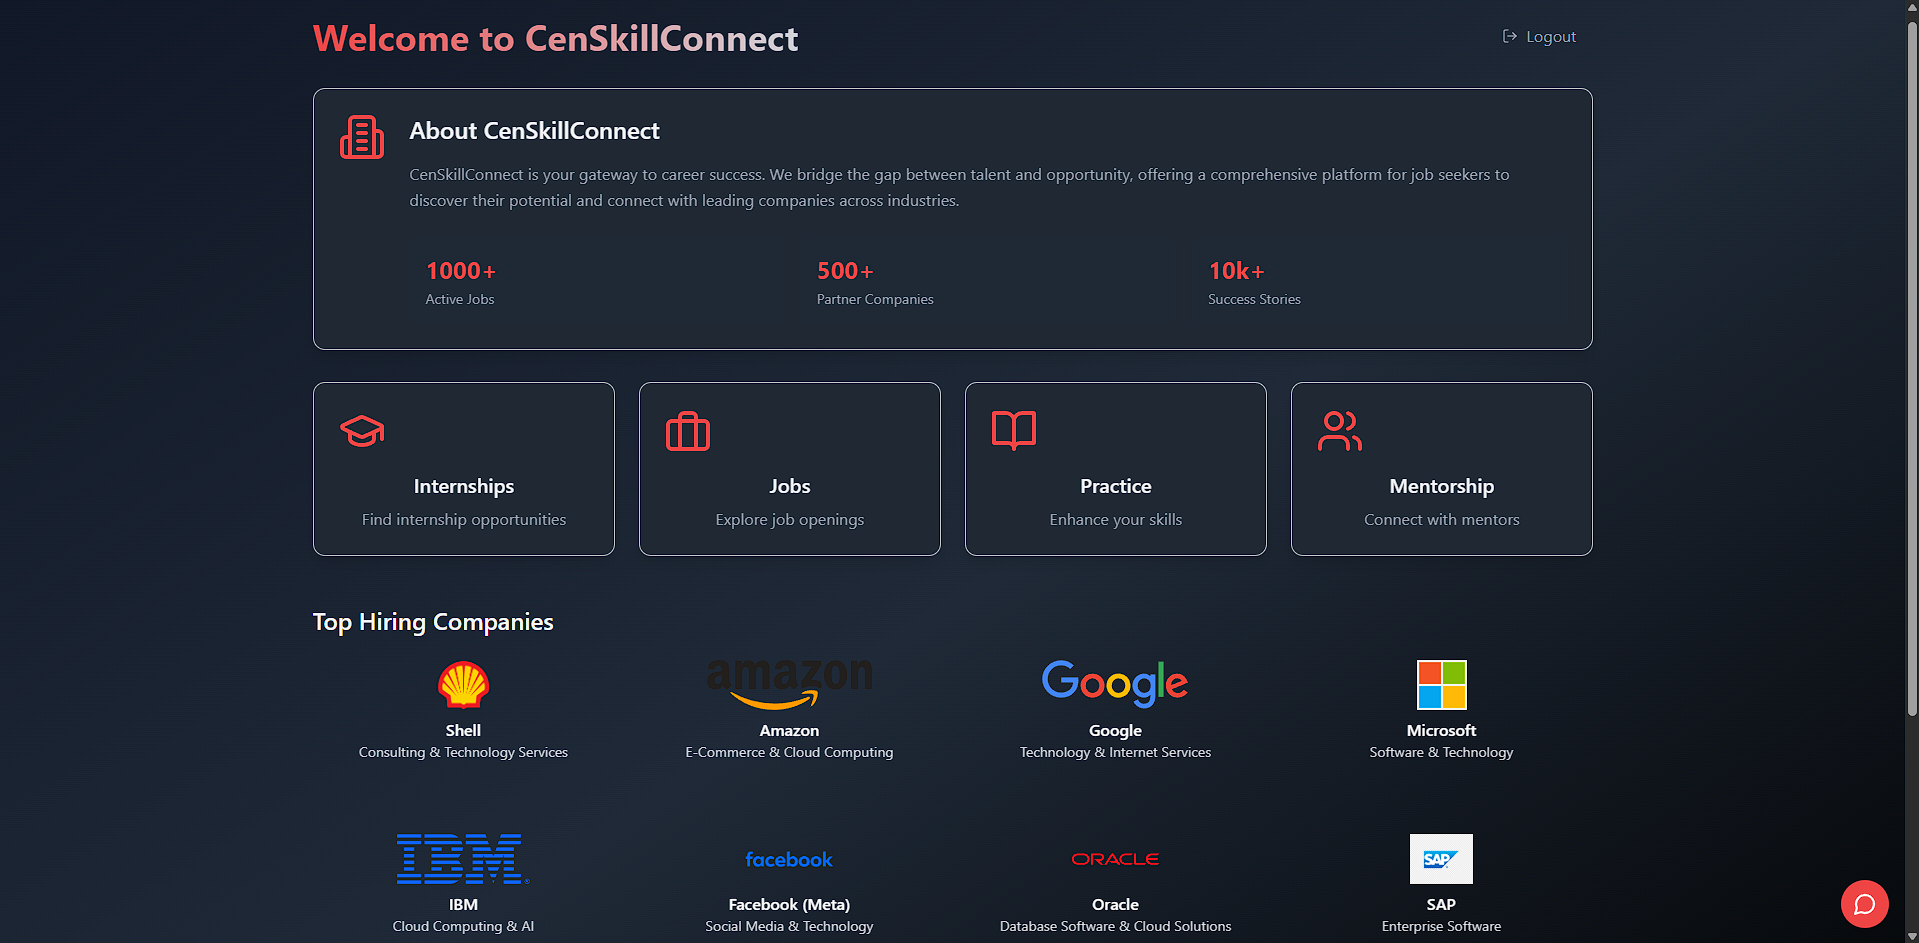 Welcome to CenSkillConnect
Logout
About CenSkillConnect
CenSkillConnect is your gateway to career success. We bridge the gap between talent and opportunity, offering a comprehensive platform for job seekers to
discover their potential and connect with leading companies across industries.
1000+
Active Jobs
500+
Partner Companies
10k+
Success Stories
Internships
Find internship opportunities
Jobs
Explore job openings
Practice
Enhance your skills
Mentorship
Connect with mentors
Top Hiring Companies
Shell
Consulting & Technology Services
amazon
Amazon
E-Commerce & Cloud Computing
Google
Google
Technology & Internet Services
Microsoft
Software & Technology
IBM®
IBM
Cloud Computing & AI
facebook
Facebook (Meta)
Social Media & Technology
ORACLE
Oracle
Database Software & Cloud Solutions
SAP
SAP
Enterprise Software